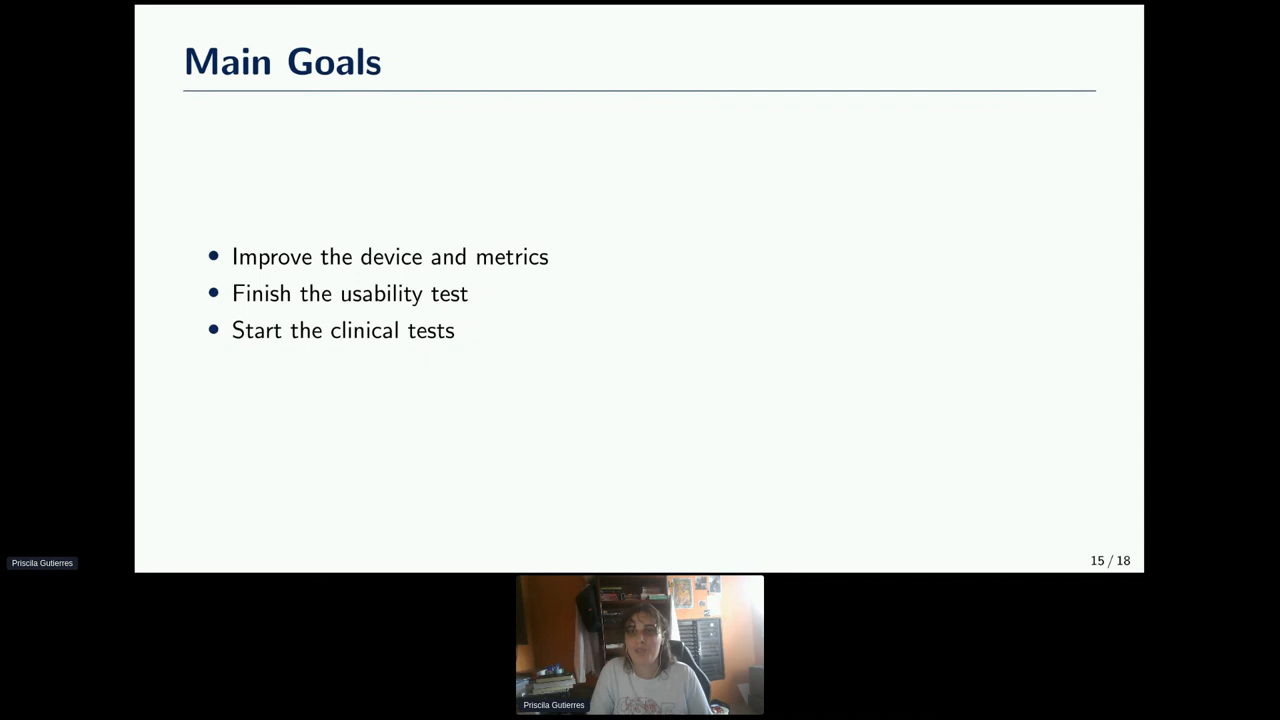 Main Goals
Improve the device and metrics
Finish the usability test
Start the clinical tests
15 / 18
Priscila Gutierres
Priscila Gutierres